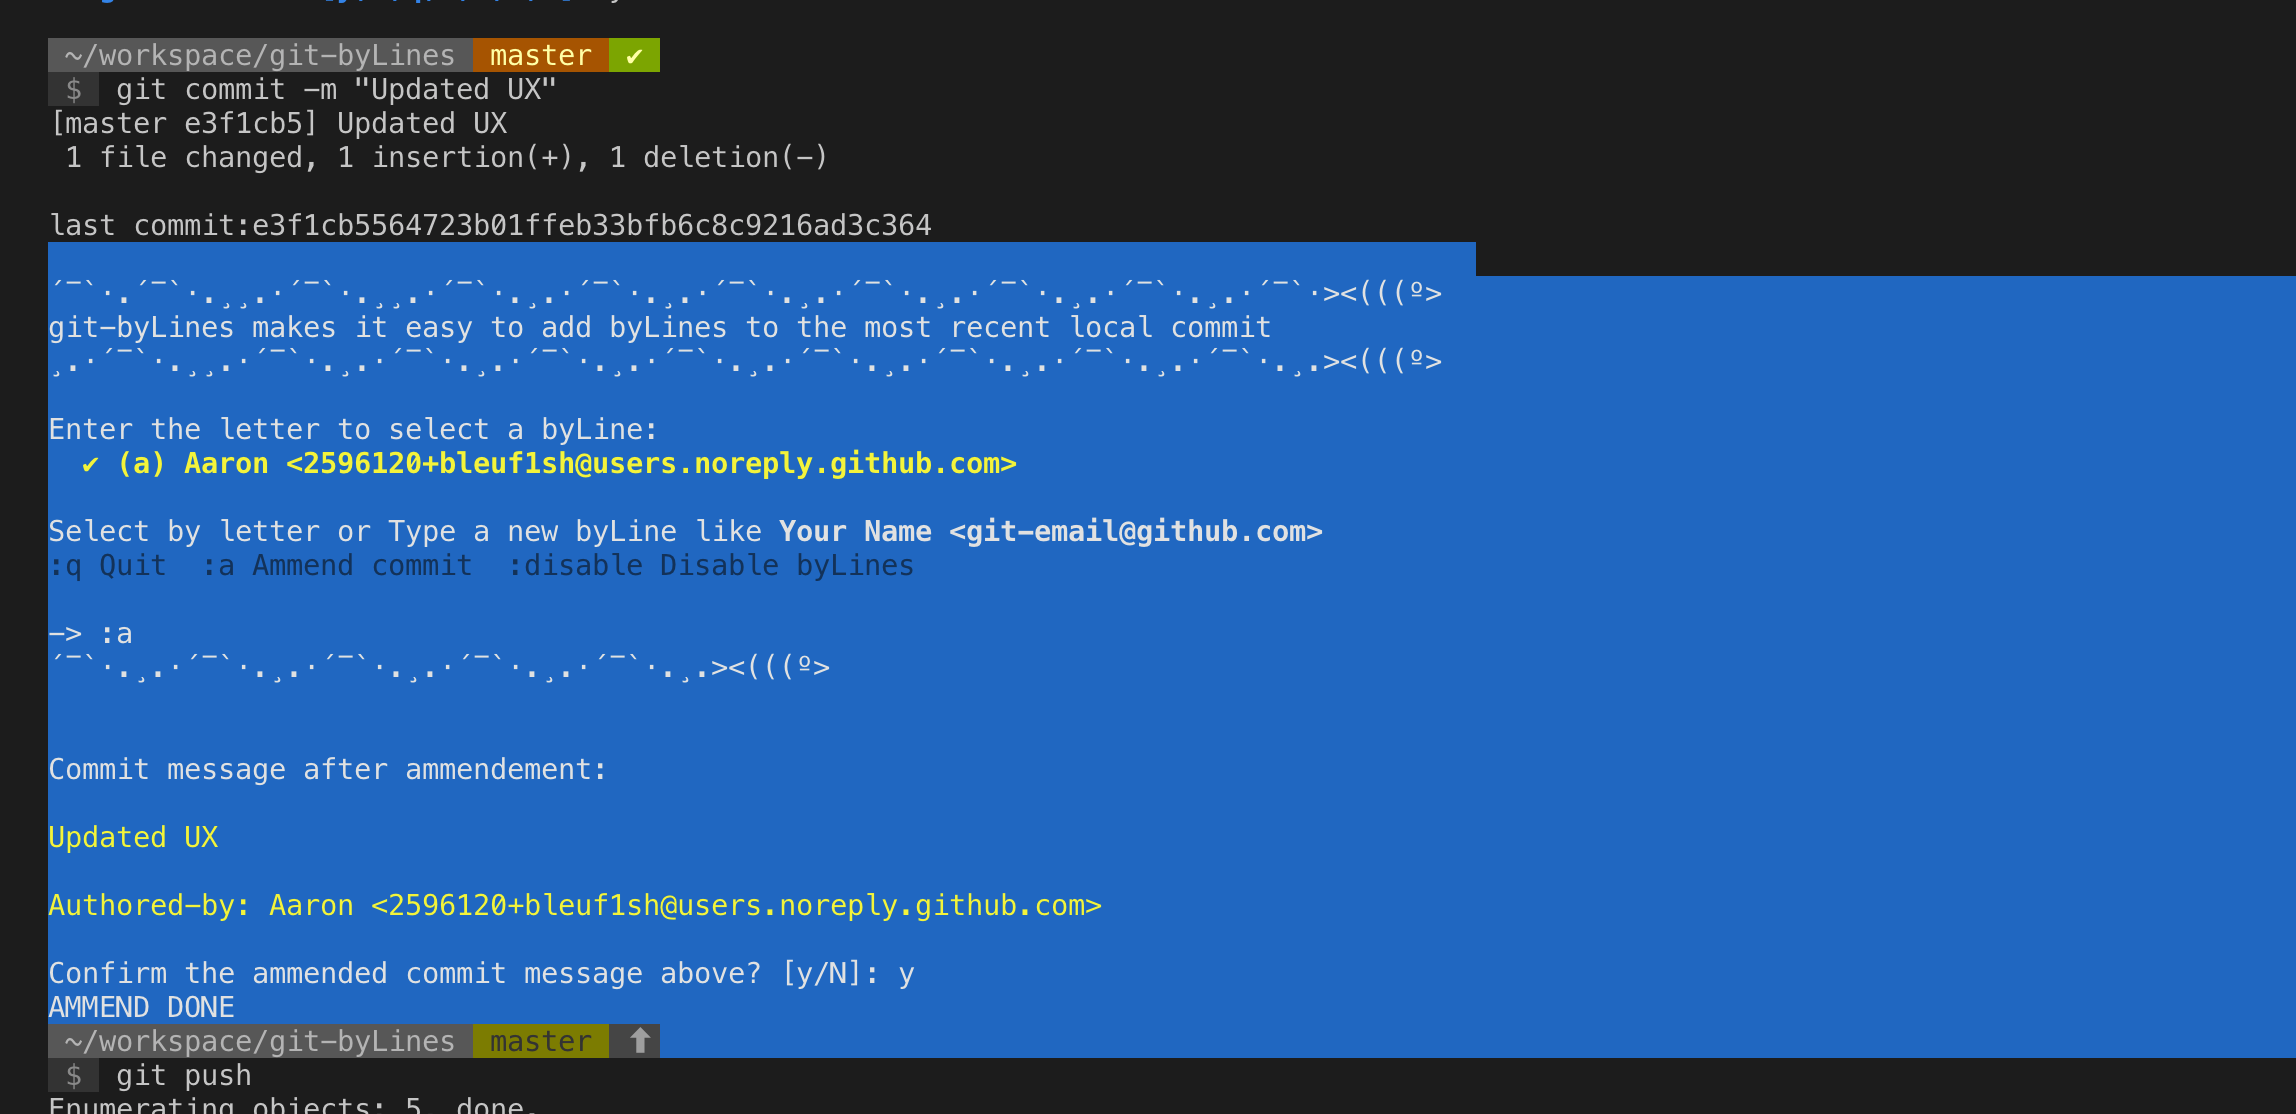 ~/workspace/git-byLines master ✔
$ git commit -m "Updated UX"
[master e3f1cb5] Updated UX
1 file changed, 1 insertion(+), 1 deletion(-)
last commit:e3f1cb5564723b01ffeb33bfb6c8c9216ad3c364
´¯`·.´¯`·.¸¸.·´¯`·.¸¸.·´¯`·.¸.·´¯`·.¸.·´¯`·.¸.·´¯`·.¸.·´¯`·.¸.·´¯`·.¸.·´¯`·><(((º>
git-byLines makes it easy to add byLines to the most recent local commit
¸.·´¯`·.¸¸.·´¯`·.¸.·´¯`·.¸.·´¯`·.¸.·´¯`·.¸.·´¯`·.¸.·´¯`·.¸.·´¯`·.¸.·´¯`·.¸.><(((º>
Enter the letter to select a byLine:
✔ (a) Aaron <2596120+bleuf1sh@users.noreply.github.com>
Select by letter or Type a new byLine like Your Name <git-email@github.com>
:q Quit  :a Ammend commit  :disable Disable byLines
-> :a
´¯`·.¸.·´¯`·.¸.·´¯`·.¸.·´¯`·.¸.·´¯`·.¸.><(((º>
Commit message after ammendement:
Updated UX
Authored-by: Aaron <2596120+bleuf1sh@users.noreply.github.com>
Confirm the ammended commit message above? [y/N]: y
AMMEND DONE
~/workspace/git-byLines master ⬆
$ git push
Enumerating objects: 5, done.